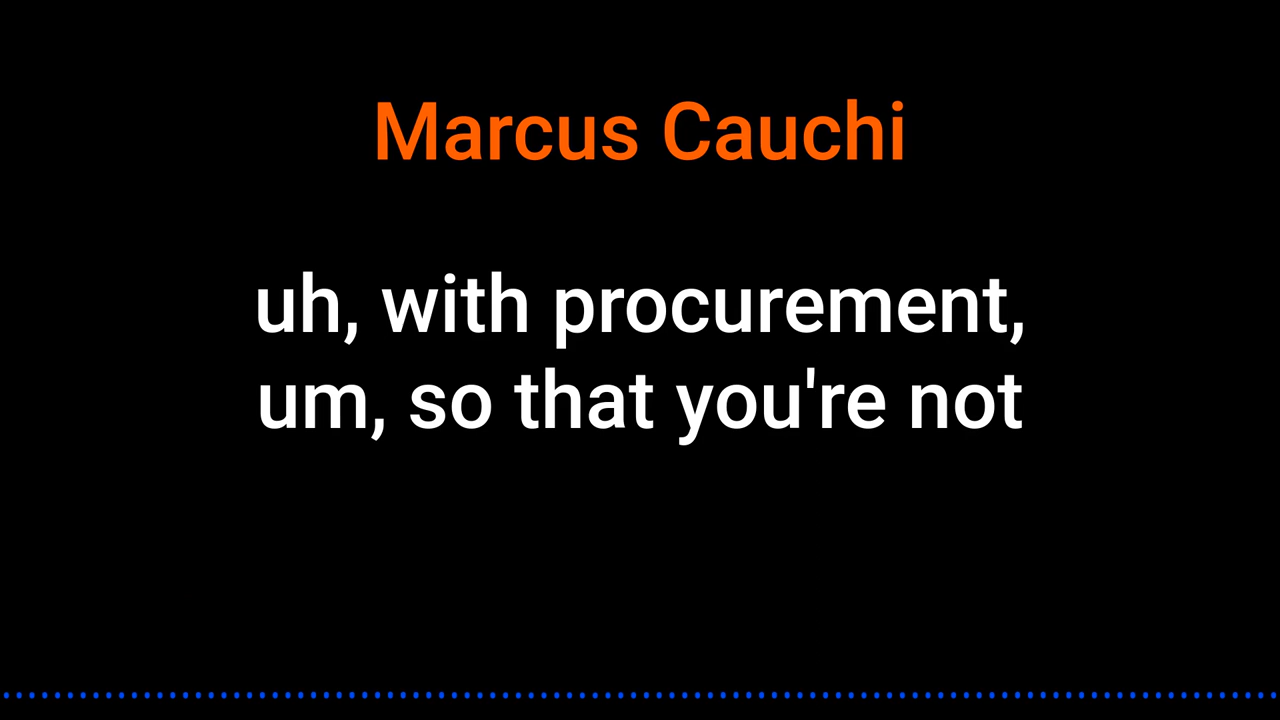 Marcus Cauchi
uh, with procurement,
um, so that you're not